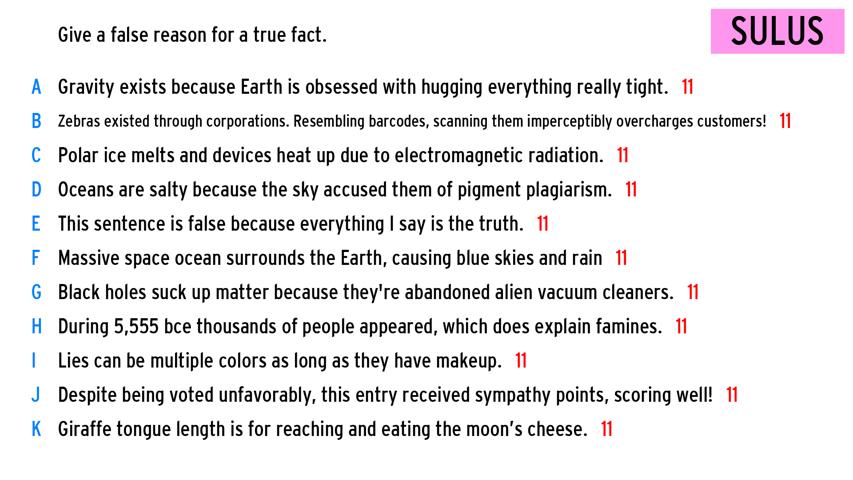 Give a false reason for a true fact.
SULUS
A Gravity exists because Earth is obsessed with hugging everything really tight. 11
B Zebras existed through corporations. Resembling barcodes, scanning them imperceptibly overcharges customers! 11
C Polar ice melts and devices heat up due to electromagnetic radiation. 11
D Oceans are salty because the sky accused them of pigment plagiarism. 11
E This sentence is false because everything I say is the truth. 11
F Massive space ocean surrounds the Earth, causing blue skies and rain 11
G Black holes suck up matter because they're abandoned alien vacuum cleaners. 11
H During 5,555 bce thousands of people appeared, which does explain famines. 11
I Lies can be multiple colors as long as they have makeup. 11
J Despite being voted unfavorably, this entry received sympathy points, scoring well! 11
K Giraffe tongue length is for reaching and eating the moon’s cheese. 11